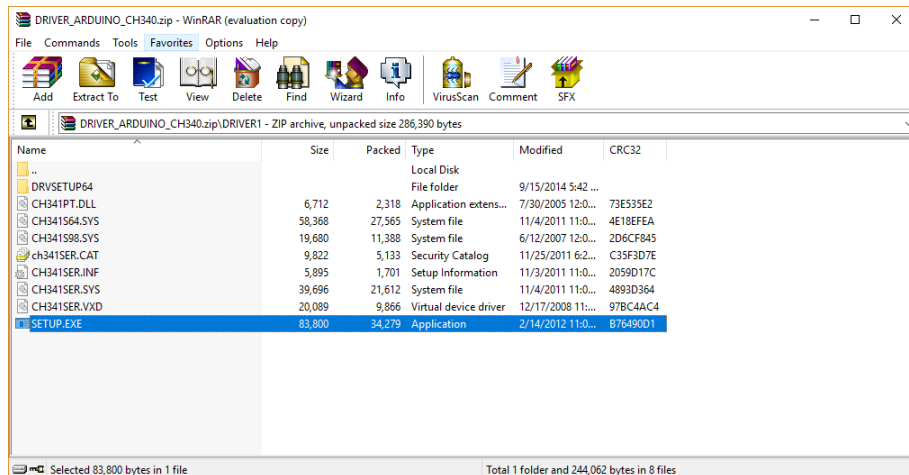 DRIVER_ARDUINO_CH340.zip - WinRAR (evaluation copy)
File Commands Tools Favorites Options Help
Add Extract To Test View Delete Find Wizard Info VirusScan Comment SFX
DRIVER_ARDUINO_CH340.zip\DRIVER1 - ZIP archive, unpacked size 286,390 bytes
Name Size Packed Type Modified CRC32
.. Local Disk
DRVSETUP64 File folder 9/15/2014 5:42 ...
CH341PT.DLL 6,712 2,318 Application extens... 7/30/2005 12:0... 73E535E2
CH341S64.SYS 58,368 27,565 System file 11/4/2011 11:0... 4E18EFEA
CH341S98.SYS 19,680 11,388 System file 6/12/2007 12:0... 2D6CF845
ch341SER.CAT 9,822 5,133 Security Catalog 11/25/2011 6:2... C35F3D7E
CH341SER.INF 5,895 1,701 Setup Information 11/3/2011 11:0... 2059D17C
CH341SER.SYS 39,696 21,612 System file 11/4/2011 11:0... 4893D364
CH341SER.VXD 20,089 9,866 Virtual device driver 12/17/2008 11:... 97BC4AC4
SETUP.EXE 83,800 34,279 Application 2/14/2012 11:0... B76490D1
Selected 83,800 bytes in 1 file Total 1 folder and 244,062 bytes in 8 files